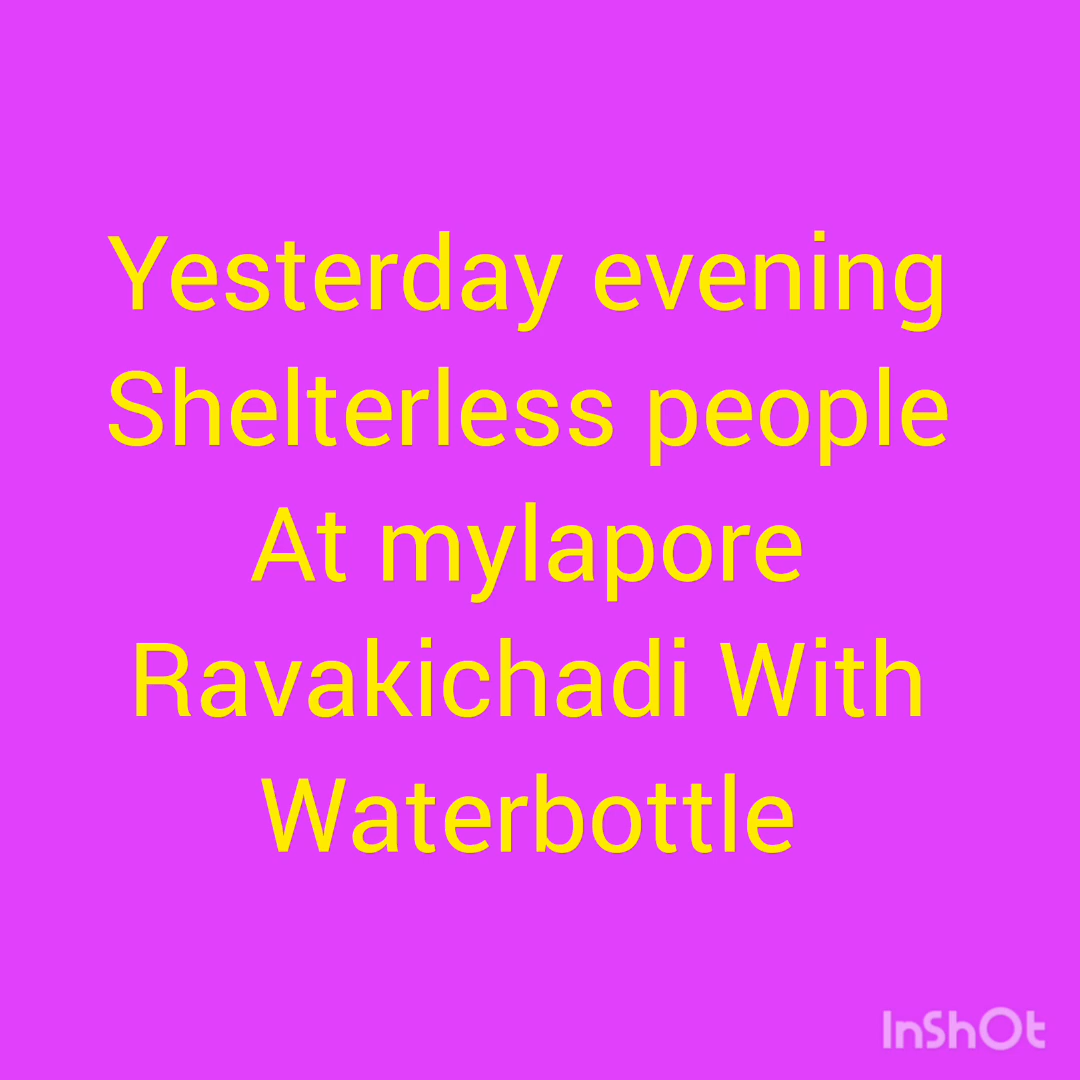 Yesterday evening
Shelterless people
At mylapore
Ravakichadi With
Waterbottle
InShOt